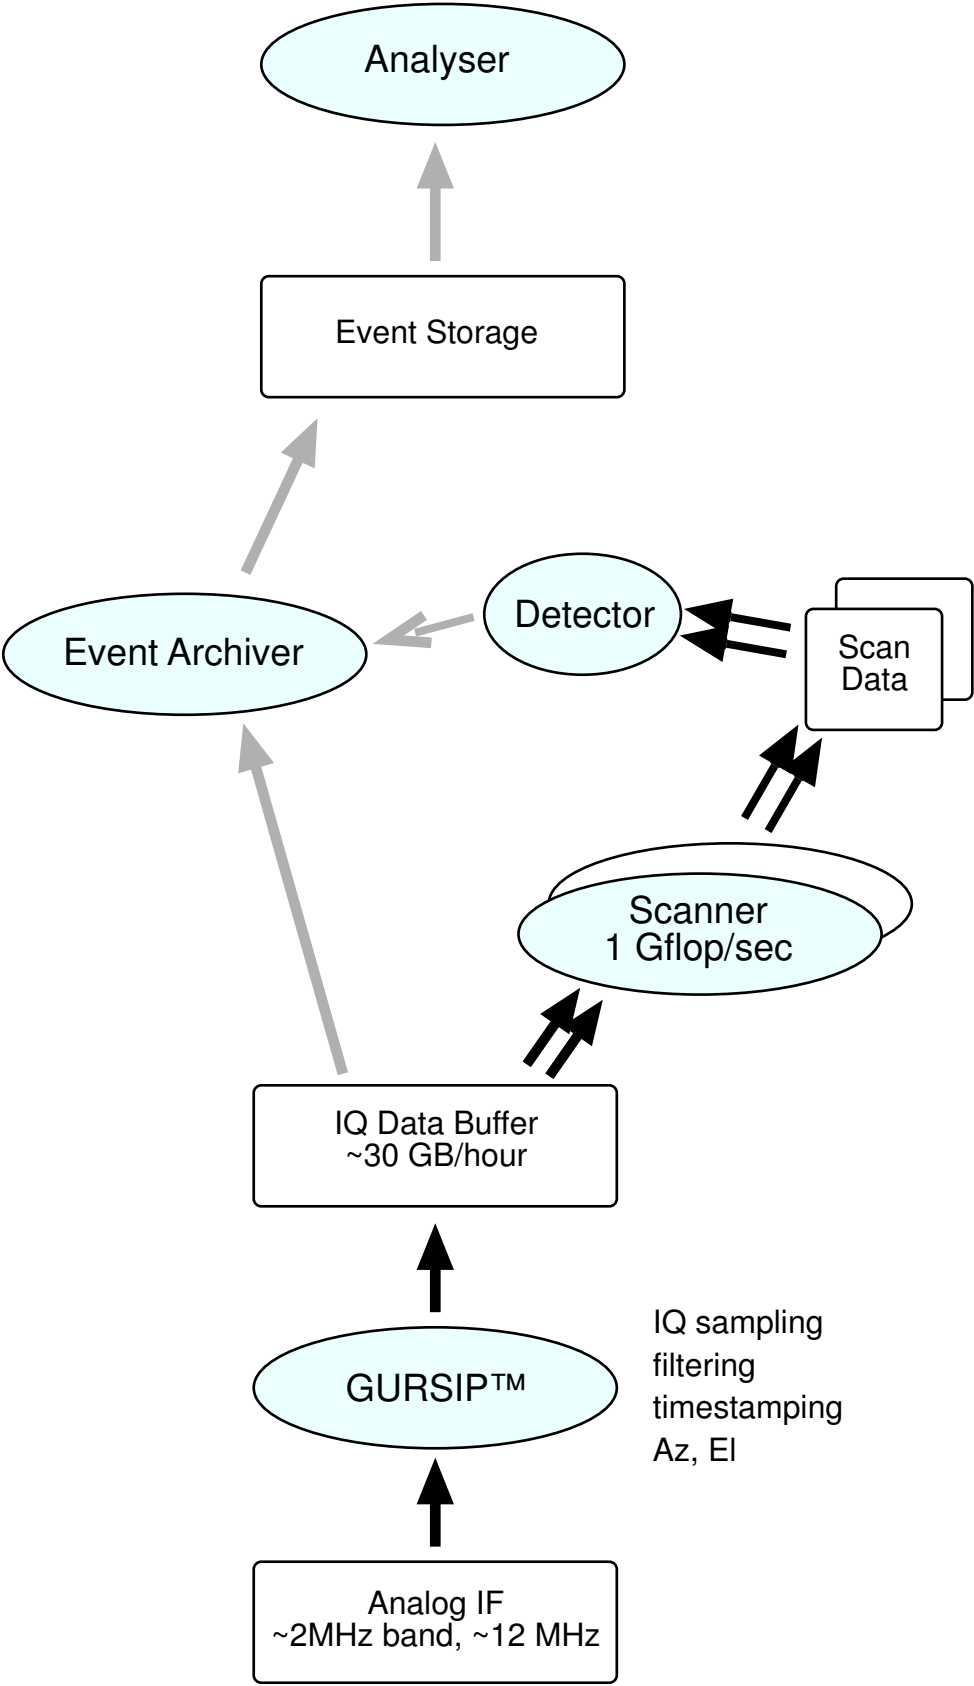 Analyser
Event Storage
Detector
Event Archiver
Scan
Data
Scanner
1 Gflop/sec
IQ Data Buffer
~30 GB/hour
IQ sampling
filtering
timestamping
Az, El
GURSIP™
Analog IF
~2MHz band, ~12 MHz